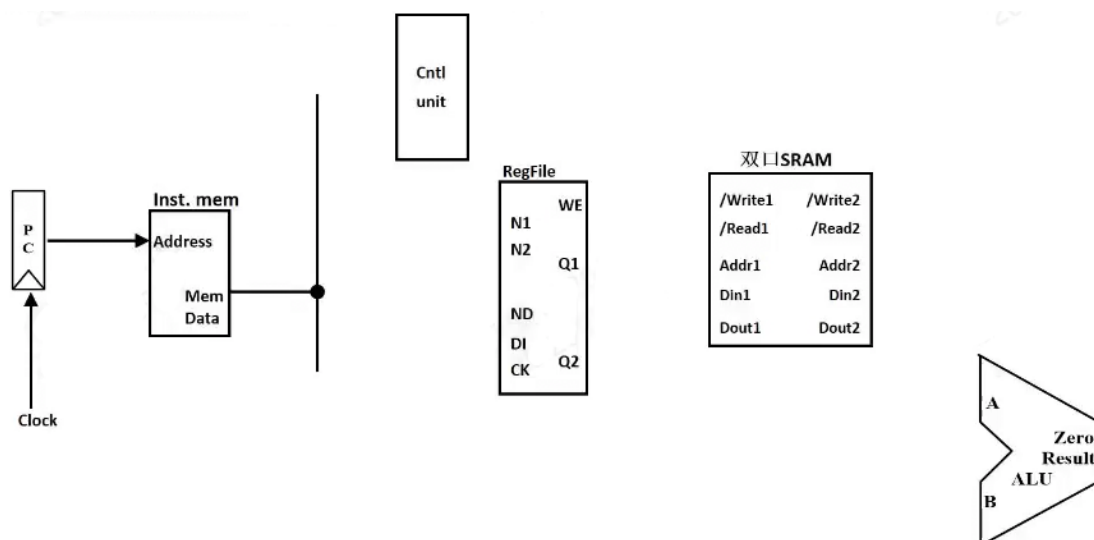 Cntl
unit
双口SRAM
RegFile
/Write1
/Write2
Inst. mem
WE
P
C
N1
/Read1
/Read2
Address
N2
Q1
Addr1
Addr2
Mem
Data
Din1
Din2
ND
Dout1
Dout2
DI
Q2
CK
A
Clock
Zero
Result
ALU
B